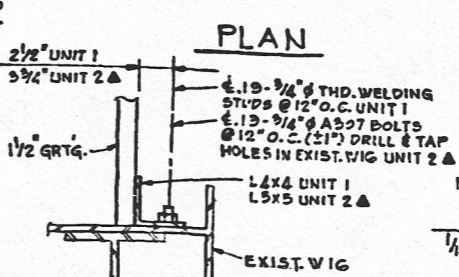 PLAN
2 1/2" UNIT 1
3 3/4" UNIT 2 ▲
℄.19-3/4"ø THD. WELDING
STUDS @ 12" O.C. UNIT 1
℄.13-3/4"ø A307 BOLTS
@ 12" O.C. (±1") DRILL & TAP
HOLES IN EXIST. W16 UNIT 2 ▲
1 1/2" GRT'G.
L4x4 UNIT 1
L5x5 UNIT 2 ▲
EXIST. W16